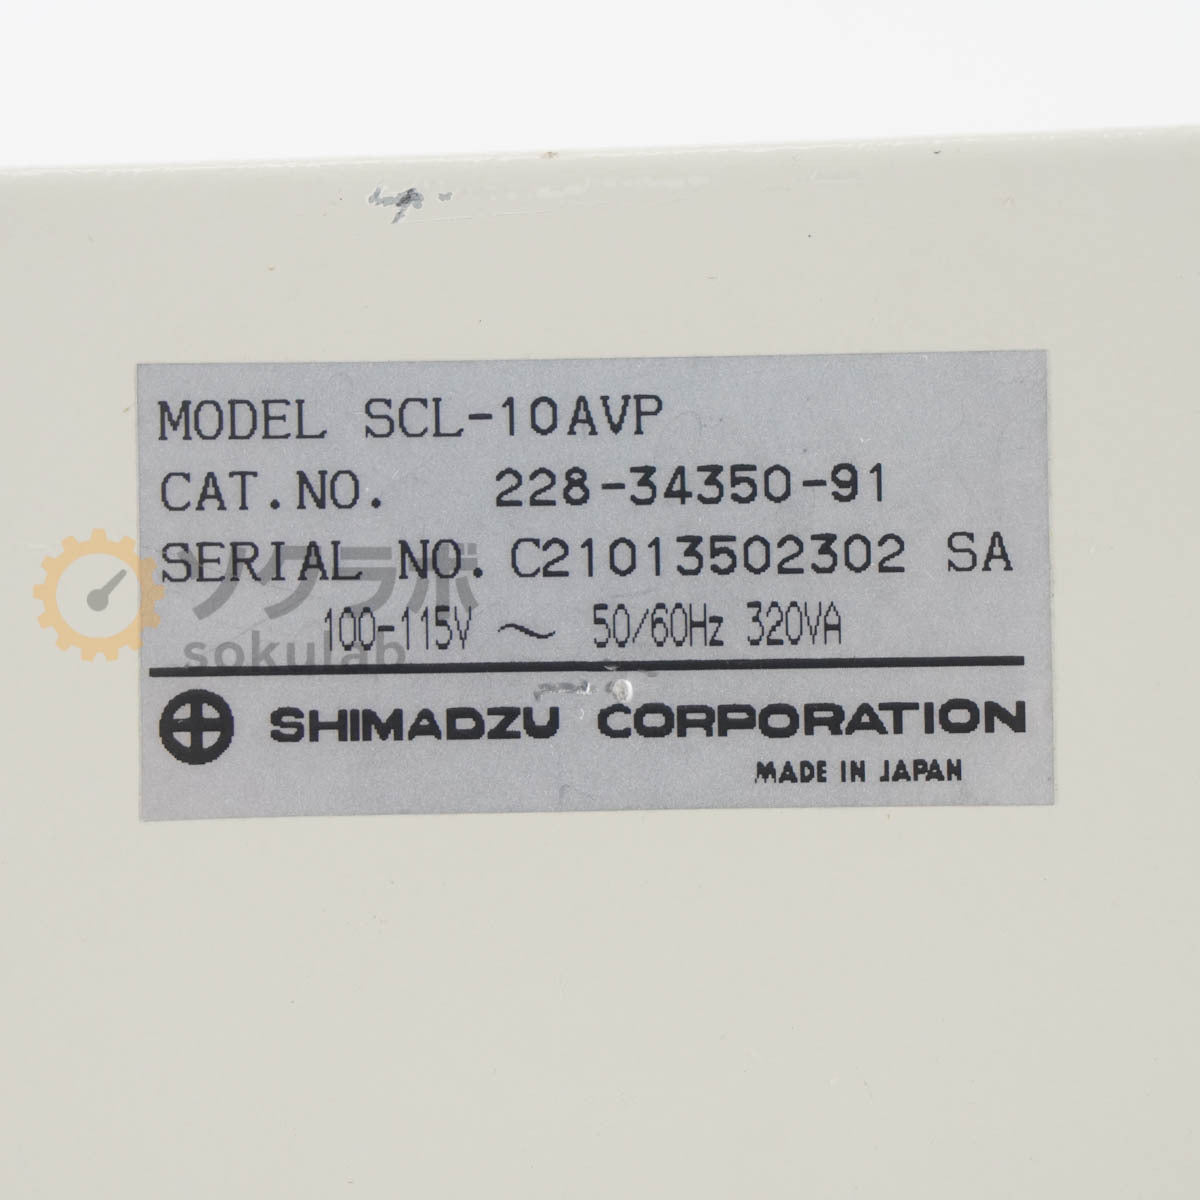 MODEL SCL-10AVP
CAT.NO. 228-34350-91
SERIAL NO. C21013502302 SA
ソクラボ
100-115V ～ 50/60Hz 320VA
sokulab
SHIMADZU CORPORATION
MADE IN JAPAN